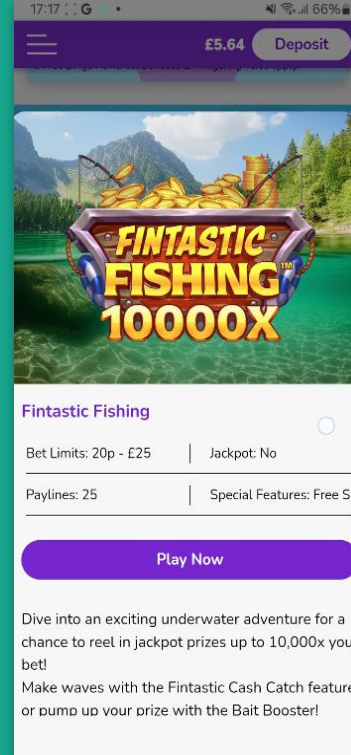 17:17 G
66%
£5.64 Deposit
FINTASTIC
FISHING™
10000X
Fintastic Fishing
Bet Limits: 20p - £25
Jackpot: No
Paylines: 25
Special Features: Free S
Play Now
Dive into an exciting underwater adventure for a
chance to reel in jackpot prizes up to 10,000x you
bet!
Make waves with the Fintastic Cash Catch feature
or pump up your prize with the Bait Booster!